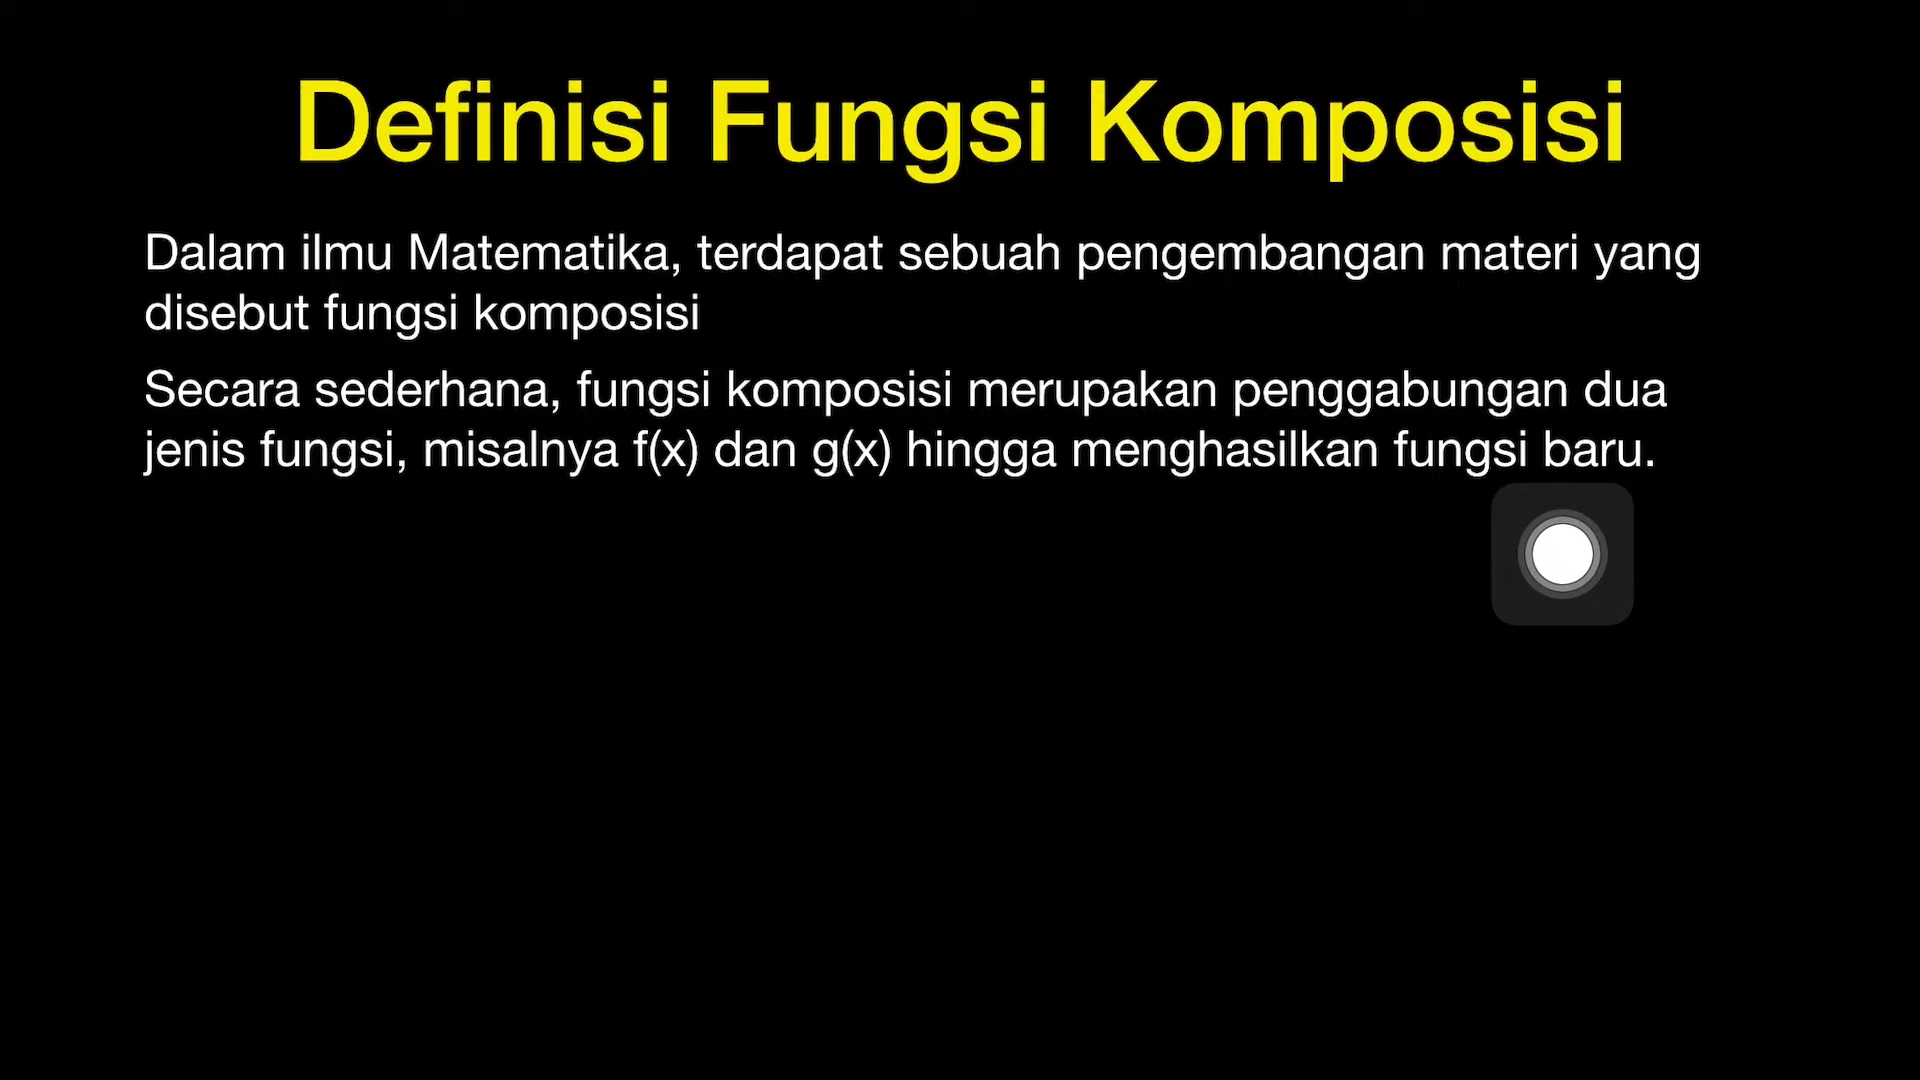 Definisi Fungsi Komposisi
Dalam ilmu Matematika, terdapat sebuah pengembangan materi yang
disebut fungsi komposisi
Secara sederhana, fungsi komposisi merupakan penggabungan dua
jenis fungsi, misalnya f(x) dan g(x) hingga menghasilkan fungsi baru.